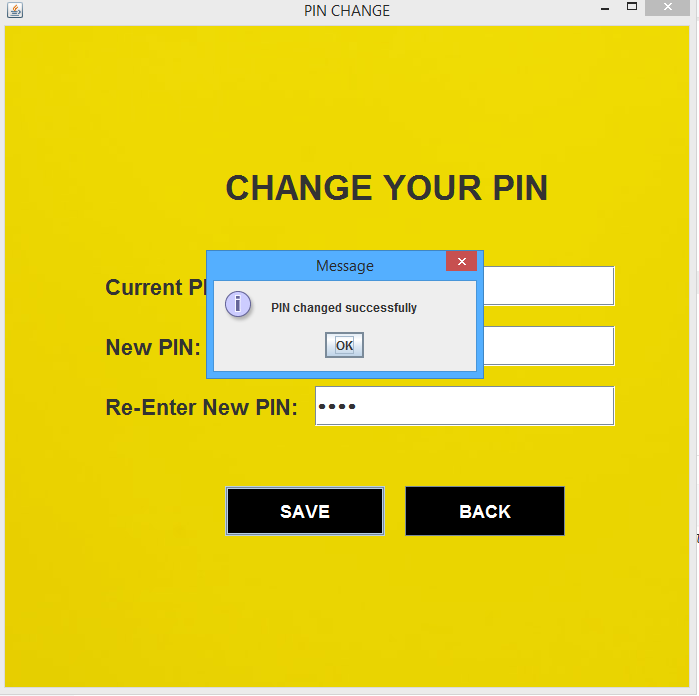 PIN CHANGE
CHANGE YOUR PIN
Message
Current PI
PIN changed successfully
OK
New PIN:
Re-Enter New PIN: ••••
SAVE BACK